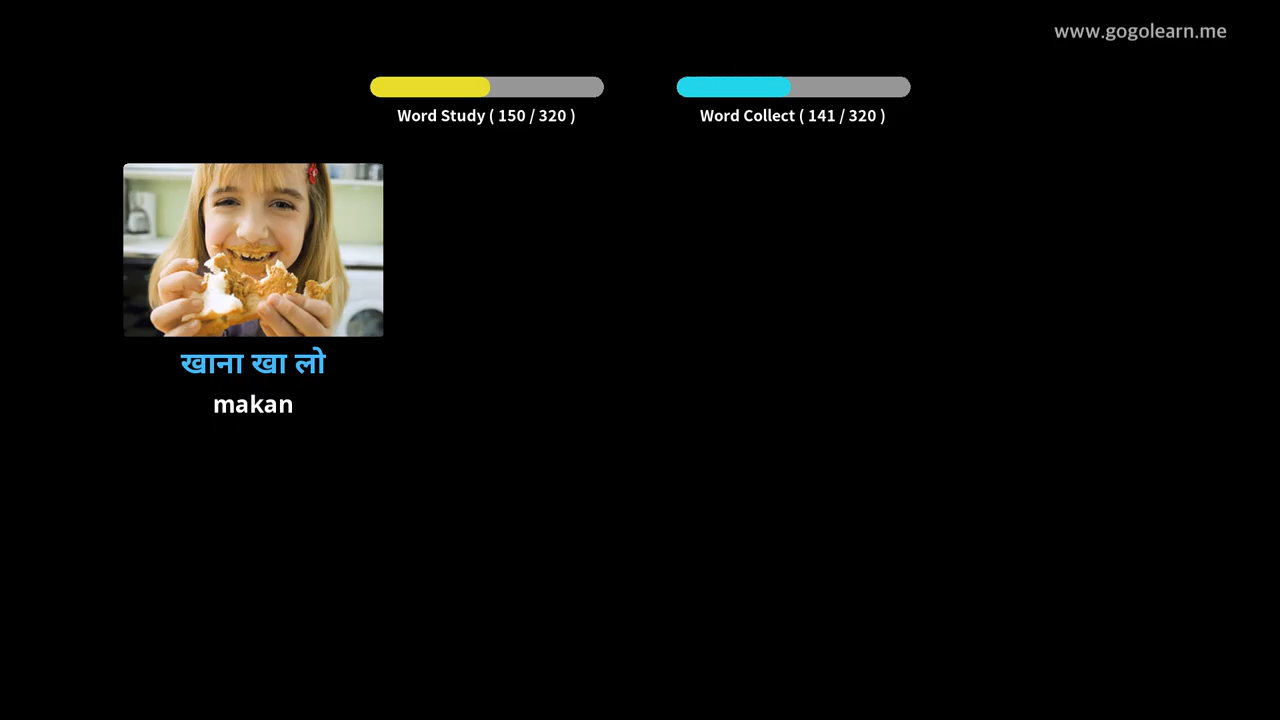 www.gogolearn.me
Word Study ( 150 / 320 )
Word Collect ( 141 / 320 )
खाना खा लो
makan